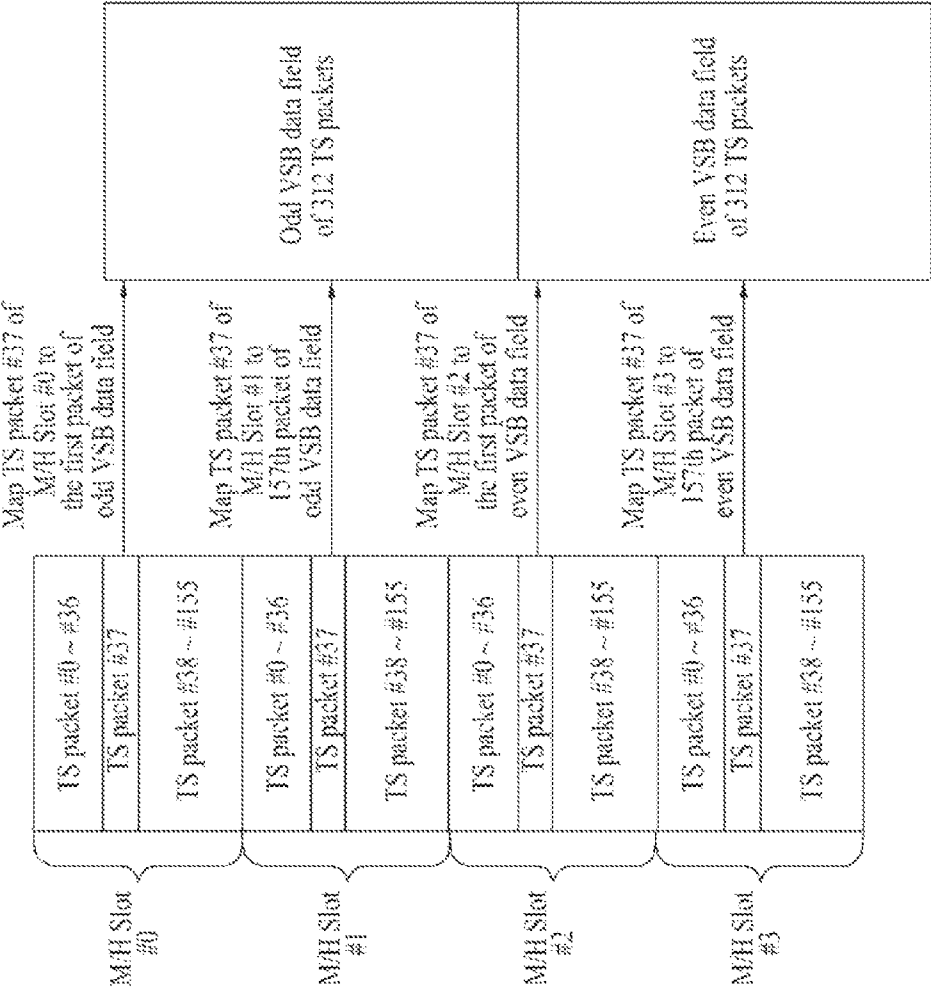 M/H Slot
#0
TS packet #0 ~ #36
TS packet #37
TS packet #38 ~ #155
Map TS packet #37 of
M/H Slot #0 to
the first packet of
odd VSB data field
M/H Slot
#1
TS packet #0 ~ #36
TS packet #37
TS packet #38 ~ #155
Map TS packet #37 of
M/H Slot #1 to
157th packet of
odd VSB data field
Odd VSB data field
of 312 TS packets
M/H Slot
#2
TS packet #0 ~ #36
TS packet #37
TS packet #38 ~ #155
Map TS packet #37 of
M/H Slot #2 to
the first packet of
even VSB data field
M/H Slot
#3
TS packet #0 ~ #36
TS packet #37
TS packet #38 ~ #155
Map TS packet #37 of
M/H Slot #3 to
157th packet of
even VSB data field
Even VSB data field
of 312 TS packets